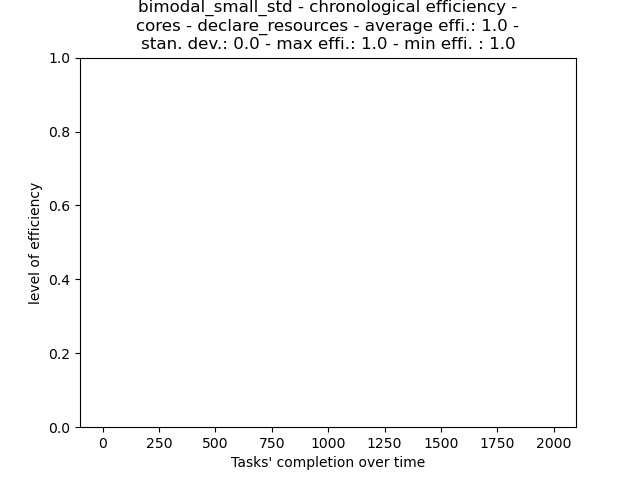 bimodal_small_std - chronological efficiency -
cores - declare_resources - average effi.: 1.0 -
stan. dev.: 0.0 - max effi.: 1.0 - min effi. : 1.0
1.0
0.8
0.6
0.4
0.2
0.0
level of efficiency
0 250 500 750 1000 1250 1500 1750 2000
Tasks' completion over time